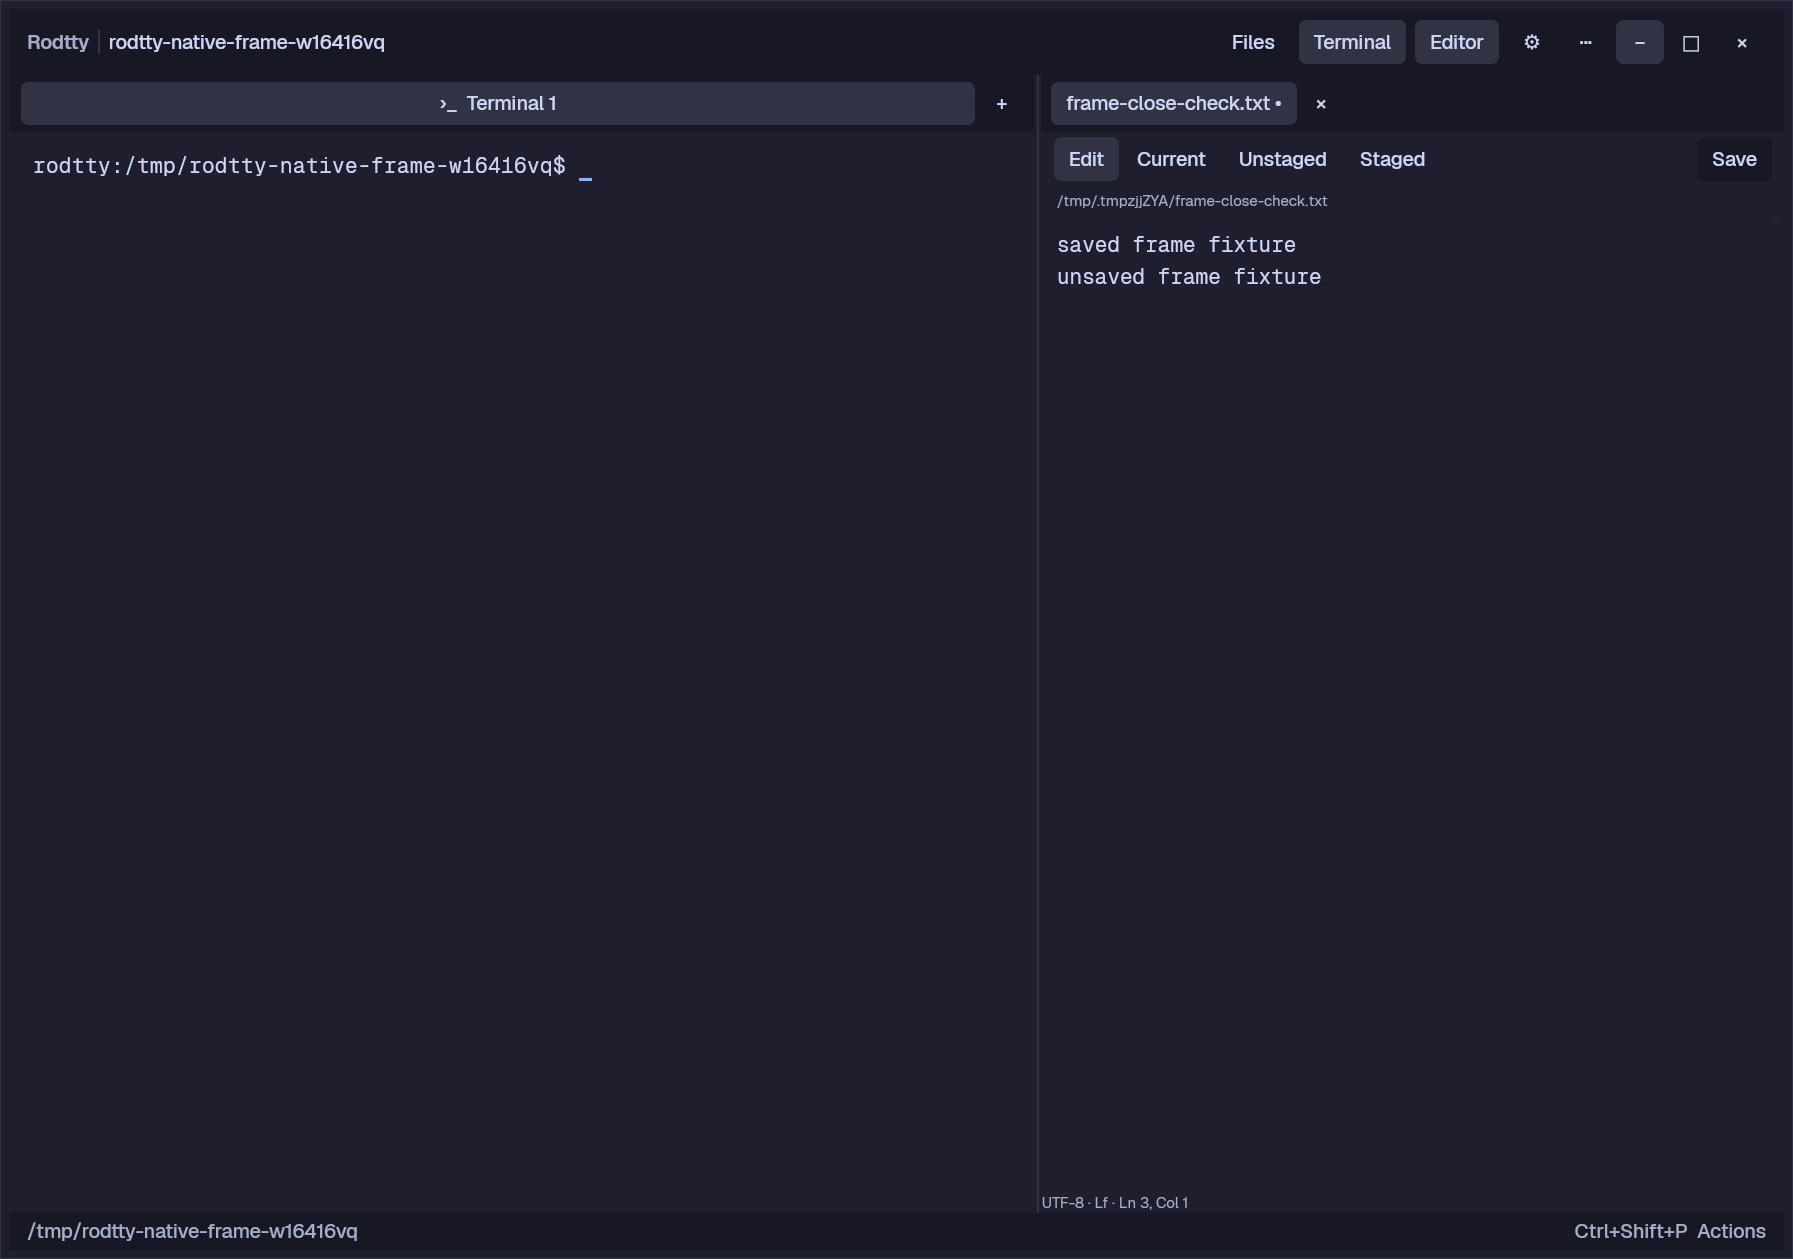 Rodtty rodtty-native-frame-w16416vq Files Terminal Editor ⚙ ··· − □ ×
›_ Terminal 1 + frame-close-check.txt • ×
rodtty:/tmp/rodtty-native-frame-w16416vq$ _
Edit Current Unstaged Staged Save
/tmp/.tmpzjjZYA/frame-close-check.txt
saved frame fixture
unsaved frame fixture
UTF-8 · Lf · Ln 3, Col 1
/tmp/rodtty-native-frame-w16416vq Ctrl+Shift+P Actions